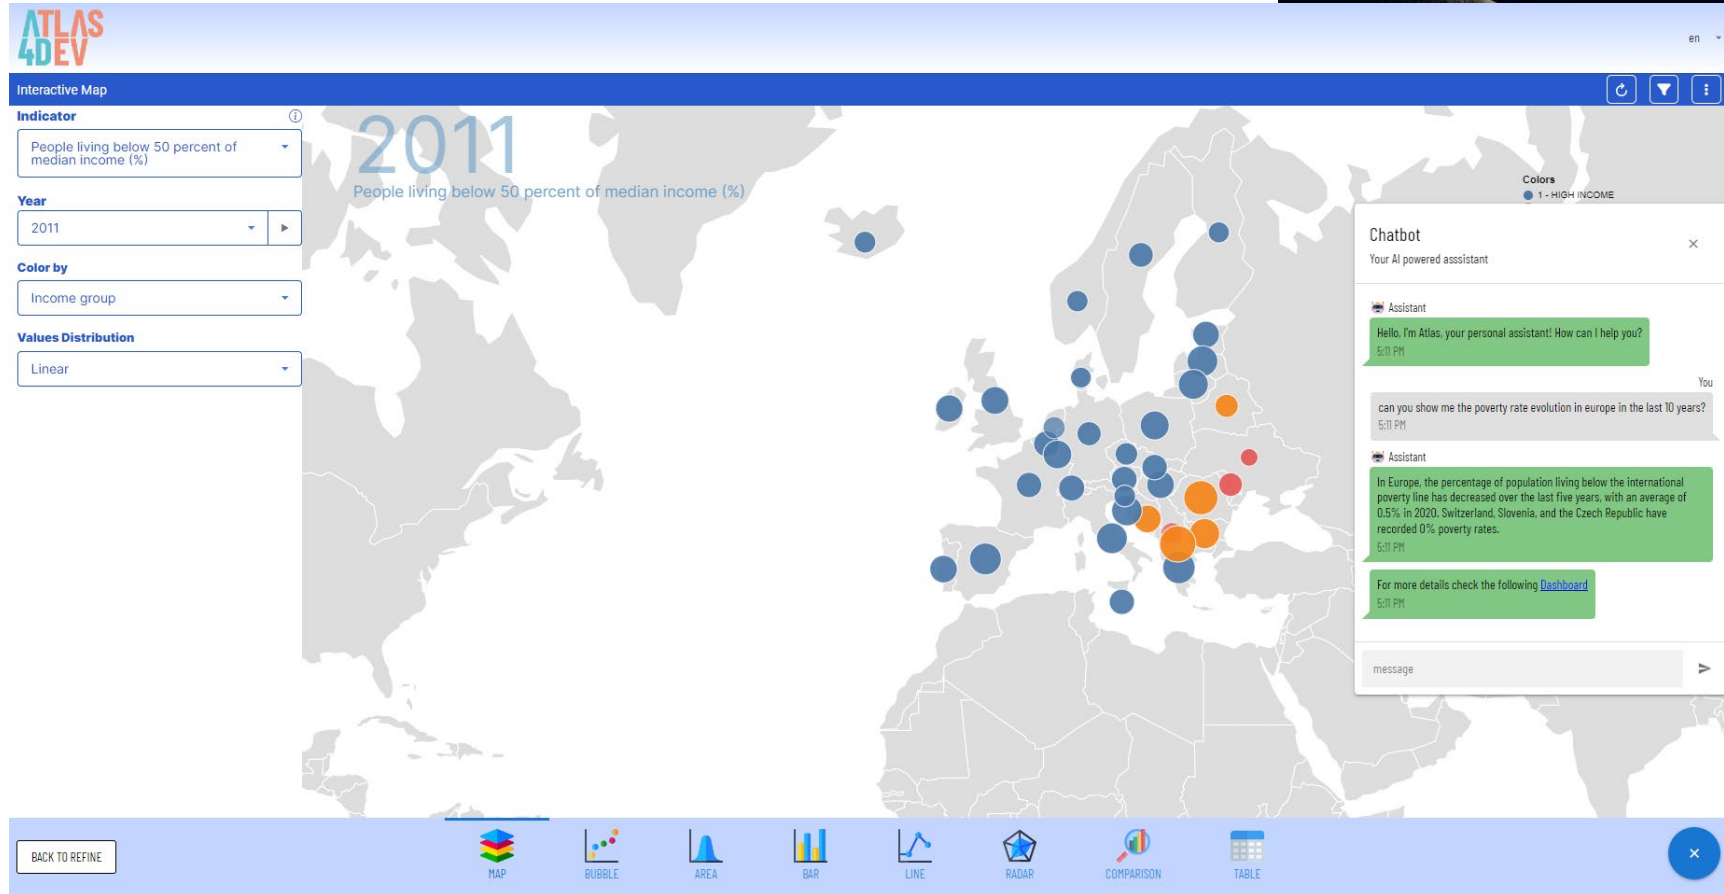 ATLAS
4DEV
en
Interactive Map
Indicator
People living below 50 percent of
median income (%)
Year
2011
Color by
Income group
Values Distribution
Linear
2011
People living below 50 percent of median income (%)
Colors
1 - HIGH INCOME
Chatbot
Your AI powered asssistant
Assistant
Hello, I'm Atlas, your personal assistant! How can I help you?
5:11 PM
You
can you show me the poverty rate evolution in europe in the last 10 years?
5:11 PM
Assistant
In Europe, the percentage of population living below the international
poverty line has decreased over the last five years, with an average of
0.5% in 2020. Switzerland, Slovenia, and the Czech Republic have
recorded 0% poverty rates.
5:11 PM
For more details check the following Dashboard
5:11 PM
message
BACK TO REFINE
MAP
BUBBLE
AREA
BAR
LINE
RADAR
COMPARISON
TABLE